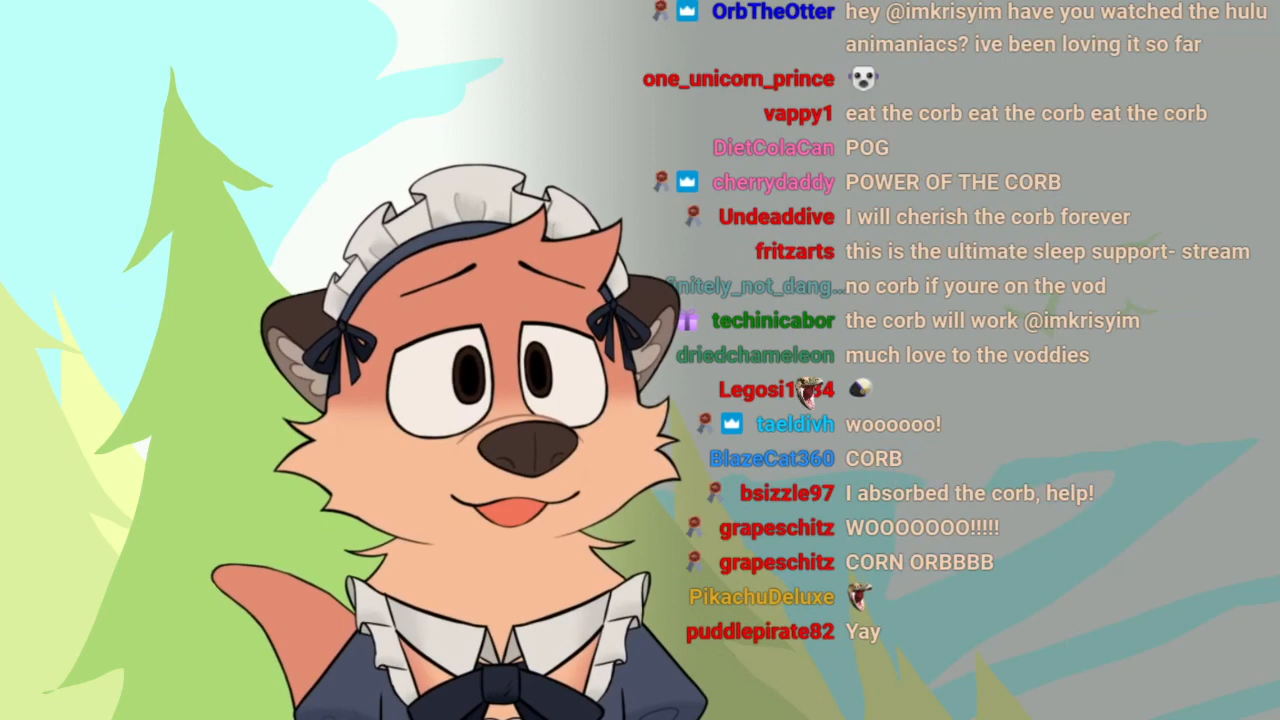 OrbTheOtter hey @imkrisyim have you watched the hulu
animaniacs? ive been loving it so far
one_unicorn_prince
vappy1 eat the corb eat the corb eat the corb
DietColaCan POG
cherrydaddy POWER OF THE CORB
Undeaddive I will cherish the corb forever
fritzarts this is the ultimate sleep support- stream
nitely_not_dang... no corb if youre on the vod
techinicabor the corb will work @imkrisyim
driedchameleon much love to the voddies
taeldivh woooooo!
BlazeCat360 CORB
bsizzle97 I absorbed the corb, help!
grapeschitz WOOOOOOO!!!!!
grapeschitz CORN ORBBBB
PikachuDeluxe
puddlepirate82 Yay